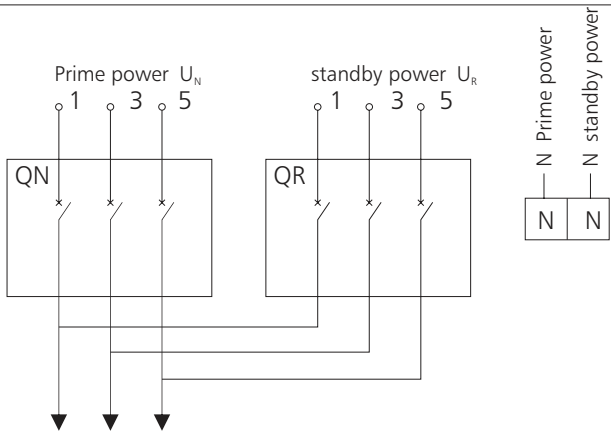 Prime power U_N
standby power U_R
1 3 5
1 3 5
QN
QR
N Prime power
N standby power
N N